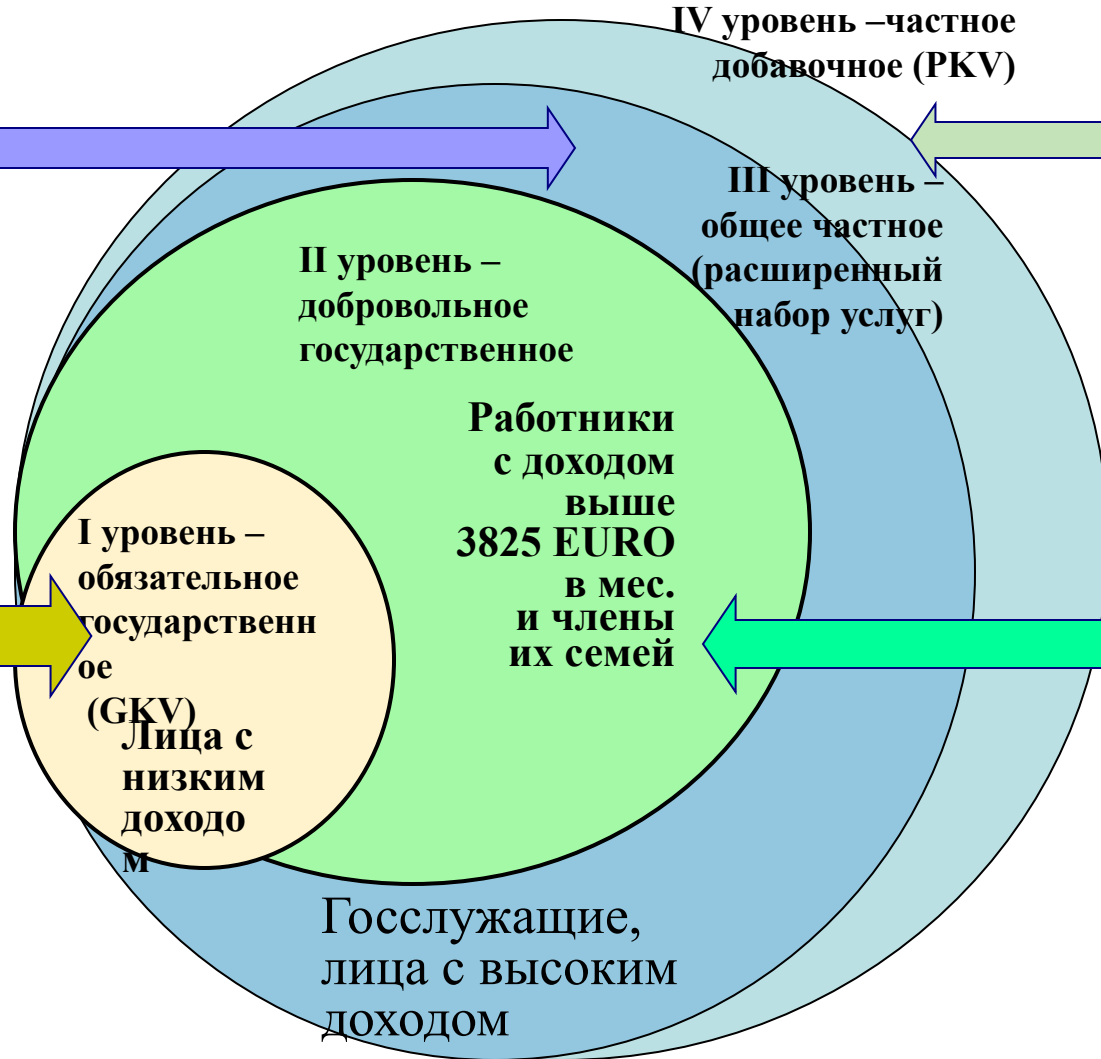 IV уровень –частное
добавочное (PKV)
III уровень –
общее частное
(расширенный
набор услуг)
II уровень –
добровольное
государственное
Работники
с доходом
выше
3825 EURO
в мес.
и члены
их семей
I уровень –
обязательное
государственн
ое
(GKV)
Лица с
низким
доходо
м
Госслужащие,
лица с высоким
доходом